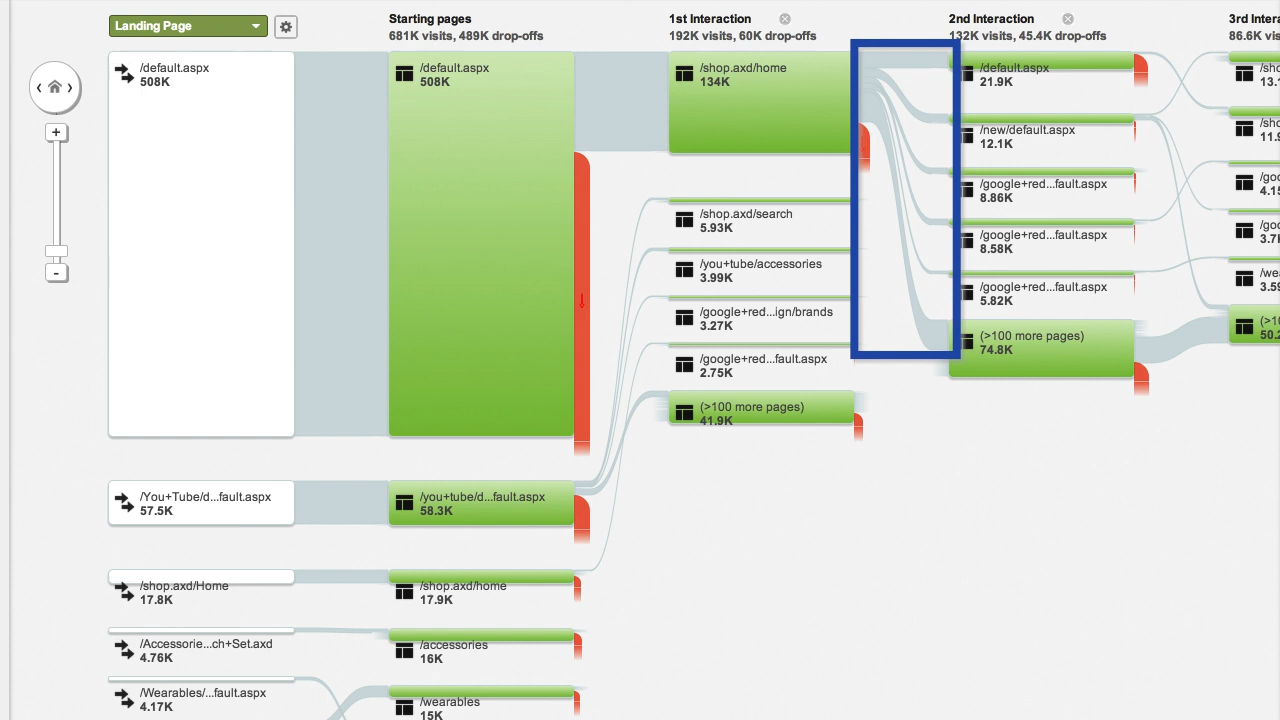 Landing Page
Starting pages
681K visits, 489K drop-offs
1st Interaction
192K visits, 60K drop-offs
2nd Interaction
132K visits, 45.4K drop-offs
3rd
86.6K
/default.aspx
508K
/You+Tube/d...fault.aspx
57.5K
/shop.axd/Home
17.8K
/Accessorie...ch+Set.axd
4.76K
/Wearables/...fault.aspx
4.17K
+
-
/default.aspx
508K
/you+tube/d...fault.aspx
58.3K
/shop.axd/home
17.9K
/accessories
16K
/wearables
15K
/shop.axd/home
134K
/shop.axd/search
5.93K
/you+tube/accessories
3.99K
/google+red...ign/brands
3.27K
/google+red...fault.aspx
2.75K
(>100 more pages)
41.9K
/default.aspx
21.9K
/new/default.aspx
12.1K
/google+red...fault.aspx
8.86K
/google+red...fault.aspx
8.58K
/google+red...fault.aspx
5.82K
(>100 more pages)
74.8K